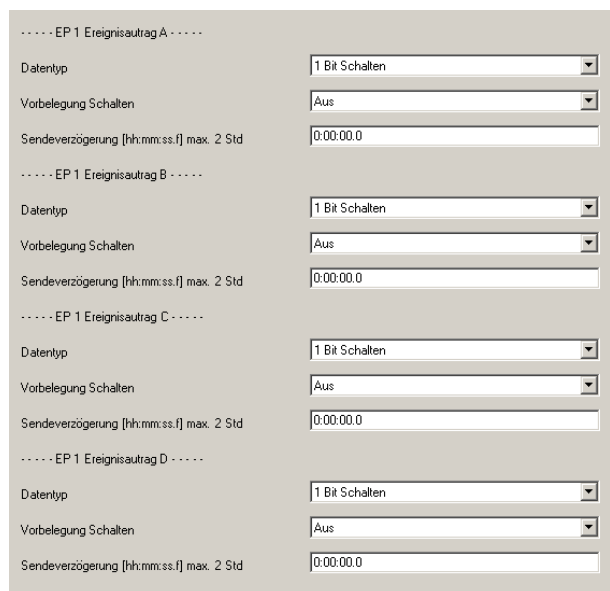 - - - - - EP 1 Ereignisautrag A - - - - -
Datentyp 1 Bit Schalten
Vorbelegung Schalten Aus
Sendeverzögerung [hh:mm:ss.f] max. 2 Std 0:00:00.0
- - - - - EP 1 Ereignisautrag B - - - - -
Datentyp 1 Bit Schalten
Vorbelegung Schalten Aus
Sendeverzögerung [hh:mm:ss.f] max. 2 Std 0:00:00.0
- - - - - EP 1 Ereignisautrag C - - - - -
Datentyp 1 Bit Schalten
Vorbelegung Schalten Aus
Sendeverzögerung [hh:mm:ss.f] max. 2 Std 0:00:00.0
- - - - - EP 1 Ereignisautrag D - - - - -
Datentyp 1 Bit Schalten
Vorbelegung Schalten Aus
Sendeverzögerung [hh:mm:ss.f] max. 2 Std 0:00:00.0